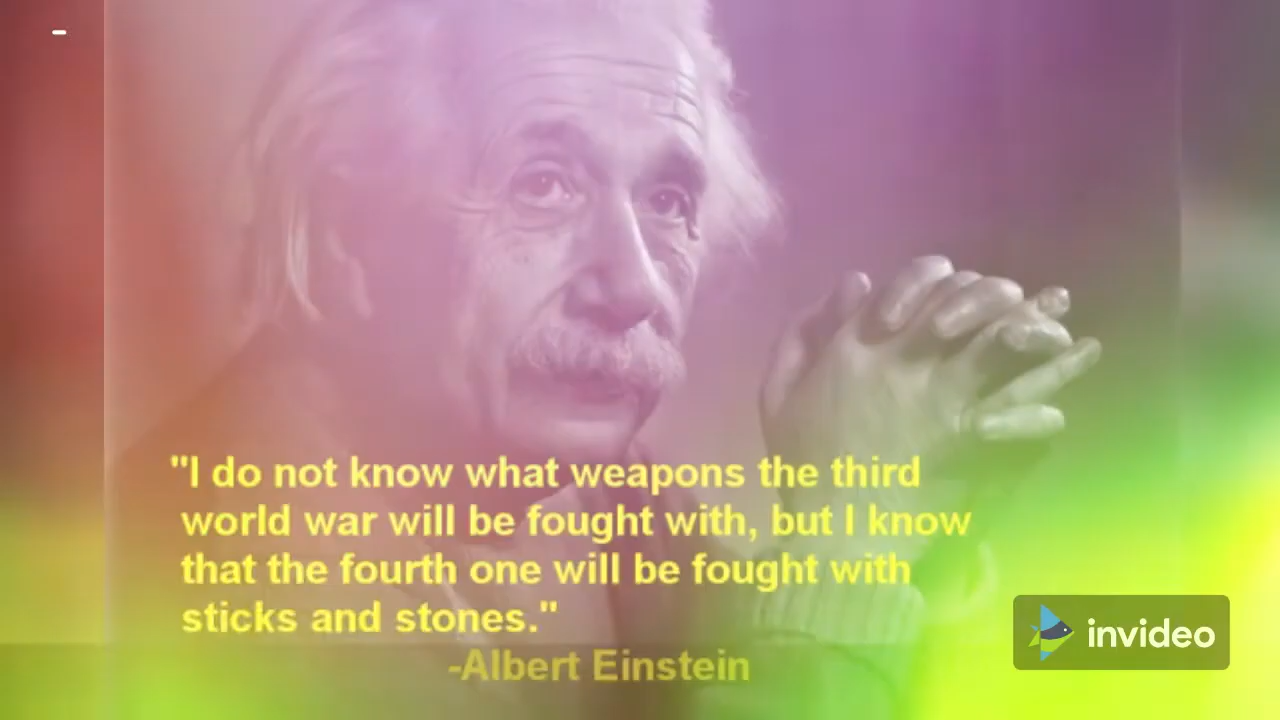 "I do not know what weapons the third
world war will be fought with, but I know
that the fourth one will be fought with
sticks and stones."
-Albert Einstein
invideo